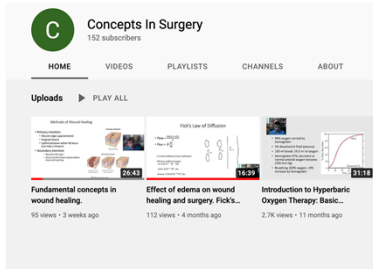 C
Concepts In Surgery
152 subscribers
HOME VIDEOS PLAYLISTS CHANNELS ABOUT
Uploads PLAY ALL
Methods of Wound Healing
Fick's Law of Diffusion
26:43
16:39
31:18
Fundamental concepts in
wound healing.
95 views • 3 weeks ago
Effect of edema on wound
healing and surgery. Fick's...
112 views • 4 months ago
Introduction to Hyperbaric
Oxygen Therapy: Basic...
2.7K views • 11 months ago